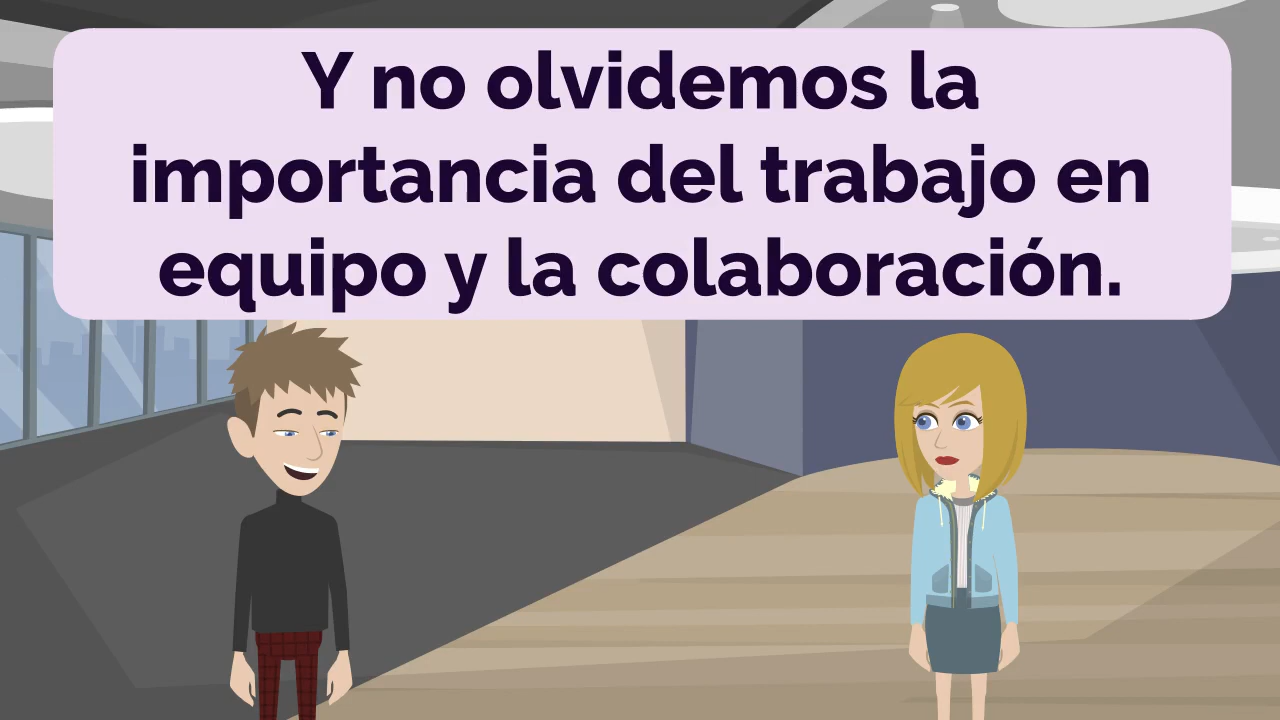 Y no olvidemos la
importancia del trabajo en
equipo y la colaboración.